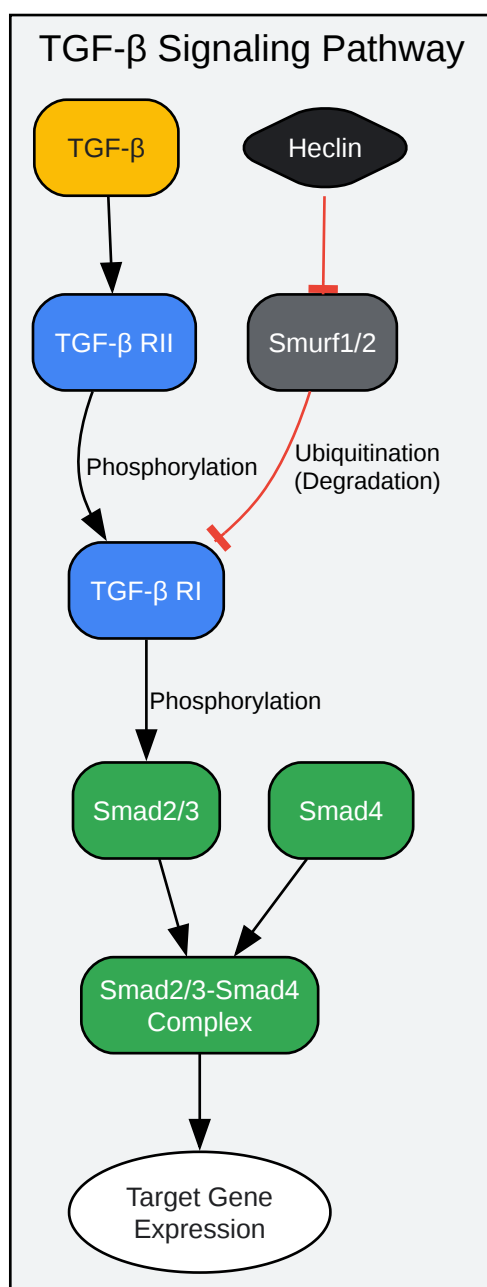 TGF-β Signaling Pathway
TGF-β
Heclin
TGF-β RII
Smurf1/2
Phosphorylation
Ubiquitination
(Degradation)
TGF-β RI
Phosphorylation
Smad2/3
Smad4
Smad2/3-Smad4
Complex
Target Gene
Expression